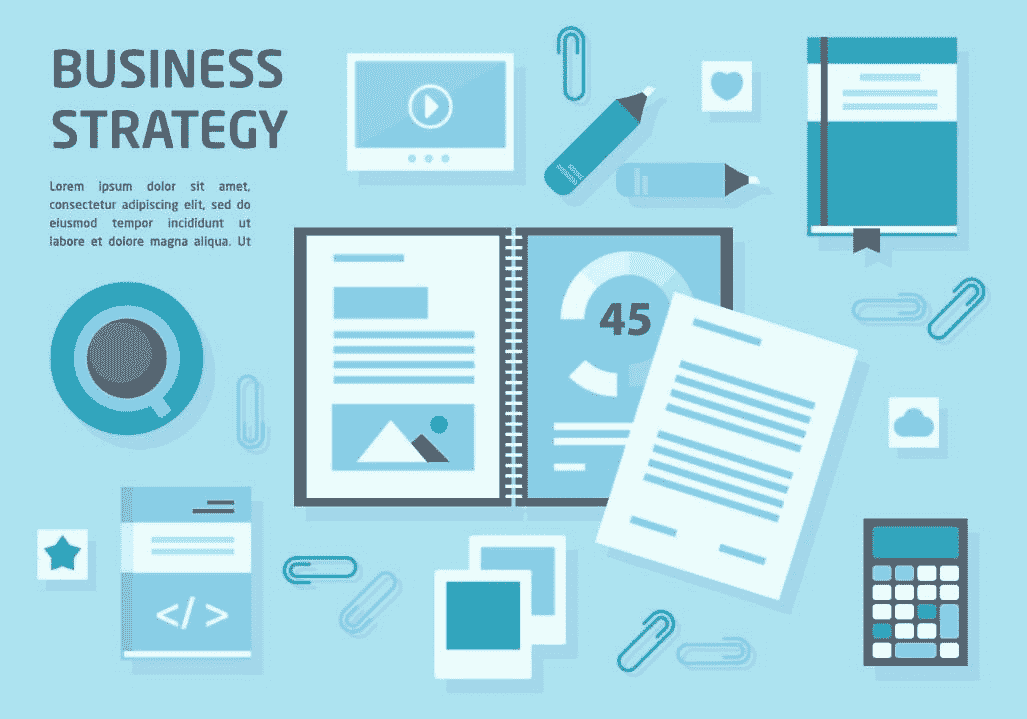 BUSINESS
STRATEGY
Lorem ipsum dolor sit amet,
consectetur adipiscing elit, sed do
eiusmod tempor incididunt ut
labore et dolore magna aliqua. Ut
45
</ >